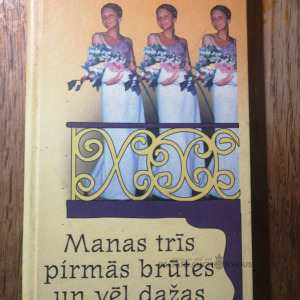 Manas trīs
pirmās brūtes
un vēl dažas